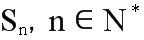 Sₙ, n ∈ N*